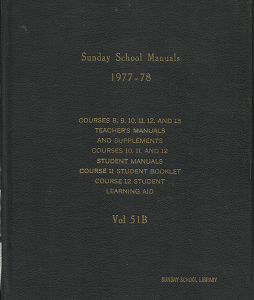 Sunday School Manuals
1977-78
COURSES 8, 9, 10, 11, 12, AND 13
TEACHER'S MANUALS
AND SUPPLEMENTS
COURSES 10, 11, AND 12
STUDENT MANUALS
COURSE 11 STUDENT BOOKLET
COURSE 12 STUDENT
LEARNING AID
Vol 51B
SUNDAY SCHOOL LIBRARY